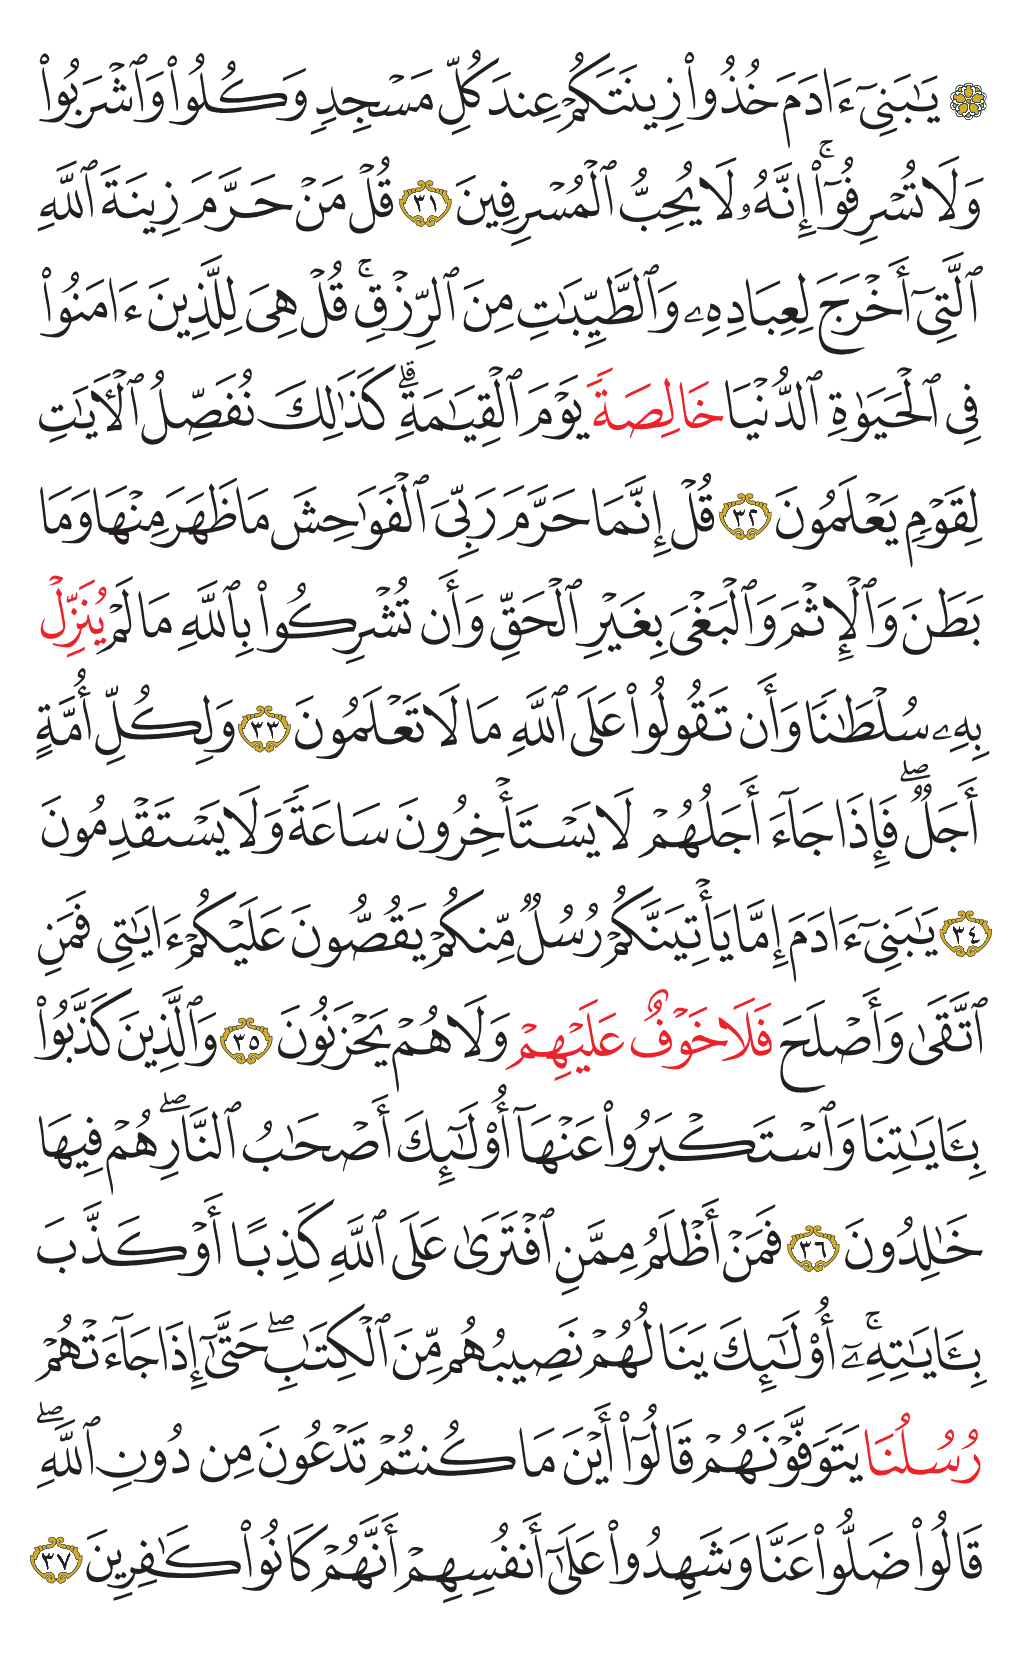 ۞ يَٰبَنِيٓ ءَادَمَ خُذُواْ زِينَتَكُمۡ عِندَ كُلِّ مَسۡجِدٖ وَكُلُواْ وَٱشۡرَبُواْ
وَلَا تُسۡرِفُوٓاْۚ إِنَّهُۥ لَا يُحِبُّ ٱلۡمُسۡرِفِينَ ٣١ قُلۡ مَنۡ حَرَّمَ زِينَةَ ٱللَّهِ
ٱلَّتِيٓ أَخۡرَجَ لِعِبَادِهِۦ وَٱلطَّيِّبَٰتِ مِنَ ٱلرِّزۡقِۚ قُلۡ هِيَ لِلَّذِينَ ءَامَنُواْ
فِي ٱلۡحَيَوٰةِ ٱلدُّنۡيَا خَالِصَةٗ يَوۡمَ ٱلۡقِيَٰمَةِۗ كَذَٰلِكَ نُفَصِّلُ ٱلۡأٓيَٰتِ
لِقَوۡمٖ يَعۡلَمُونَ ٣٢ قُلۡ إِنَّمَا حَرَّمَ رَبِّيَ ٱلۡفَوَٰحِشَ مَا ظَهَرَ مِنۡهَا وَمَا
بَطَنَ وَٱلۡإِثۡمَ وَٱلۡبَغۡيَ بِغَيۡرِ ٱلۡحَقِّ وَأَن تُشۡرِكُواْ بِٱللَّهِ مَا لَمۡ يُنَزِّلۡ
بِهِۦ سُلۡطَٰنٗا وَأَن تَقُولُواْ عَلَى ٱللَّهِ مَا لَا تَعۡلَمُونَ ٣٣ وَلِكُلِّ أُمَّةٍ
أَجَلٞۖ فَإِذَا جَآءَ أَجَلُهُمۡ لَا يَسۡتَأۡخِرُونَ سَاعَةٗ وَلَا يَسۡتَقۡدِمُونَ
٣٤ يَٰبَنِيٓ ءَادَمَ إِمَّا يَأۡتِيَنَّكُمۡ رُسُلٞ مِّنكُمۡ يَقُصُّونَ عَلَيۡكُمۡ ءَايَٰتِي فَمَنِ
ٱتَّقَىٰ وَأَصۡلَحَ فَلَا خَوۡفٌ عَلَيۡهِمۡ وَلَا هُمۡ يَحۡزَنُونَ ٣٥ وَٱلَّذِينَ كَذَّبُواْ
بِـَٔايَٰتِنَا وَٱسۡتَكۡبَرُواْ عَنۡهَآ أُوْلَٰٓئِكَ أَصۡحَٰبُ ٱلنَّارِۖ هُمۡ فِيهَا
خَٰلِدُونَ ٣٦ فَمَنۡ أَظۡلَمُ مِمَّنِ ٱفۡتَرَىٰ عَلَى ٱللَّهِ كَذِبًا أَوۡ كَذَّبَ
بِـَٔايَٰتِهِۦٓۚ أُوْلَٰٓئِكَ يَنَالُهُمۡ نَصِيبُهُم مِّنَ ٱلۡكِتَٰبِۖ حَتَّىٰٓ إِذَا جَآءَتۡهُمۡ
رُسُلُنَا يَتَوَفَّوۡنَهُمۡ قَالُوٓاْ أَيۡنَ مَا كُنتُمۡ تَدۡعُونَ مِن دُونِ ٱللَّهِۖ
قَالُواْ ضَلُّواْ عَنَّا وَشَهِدُواْ عَلَىٰٓ أَنفُسِهِمۡ أَنَّهُمۡ كَانُواْ كَٰفِرِينَ ٣٧